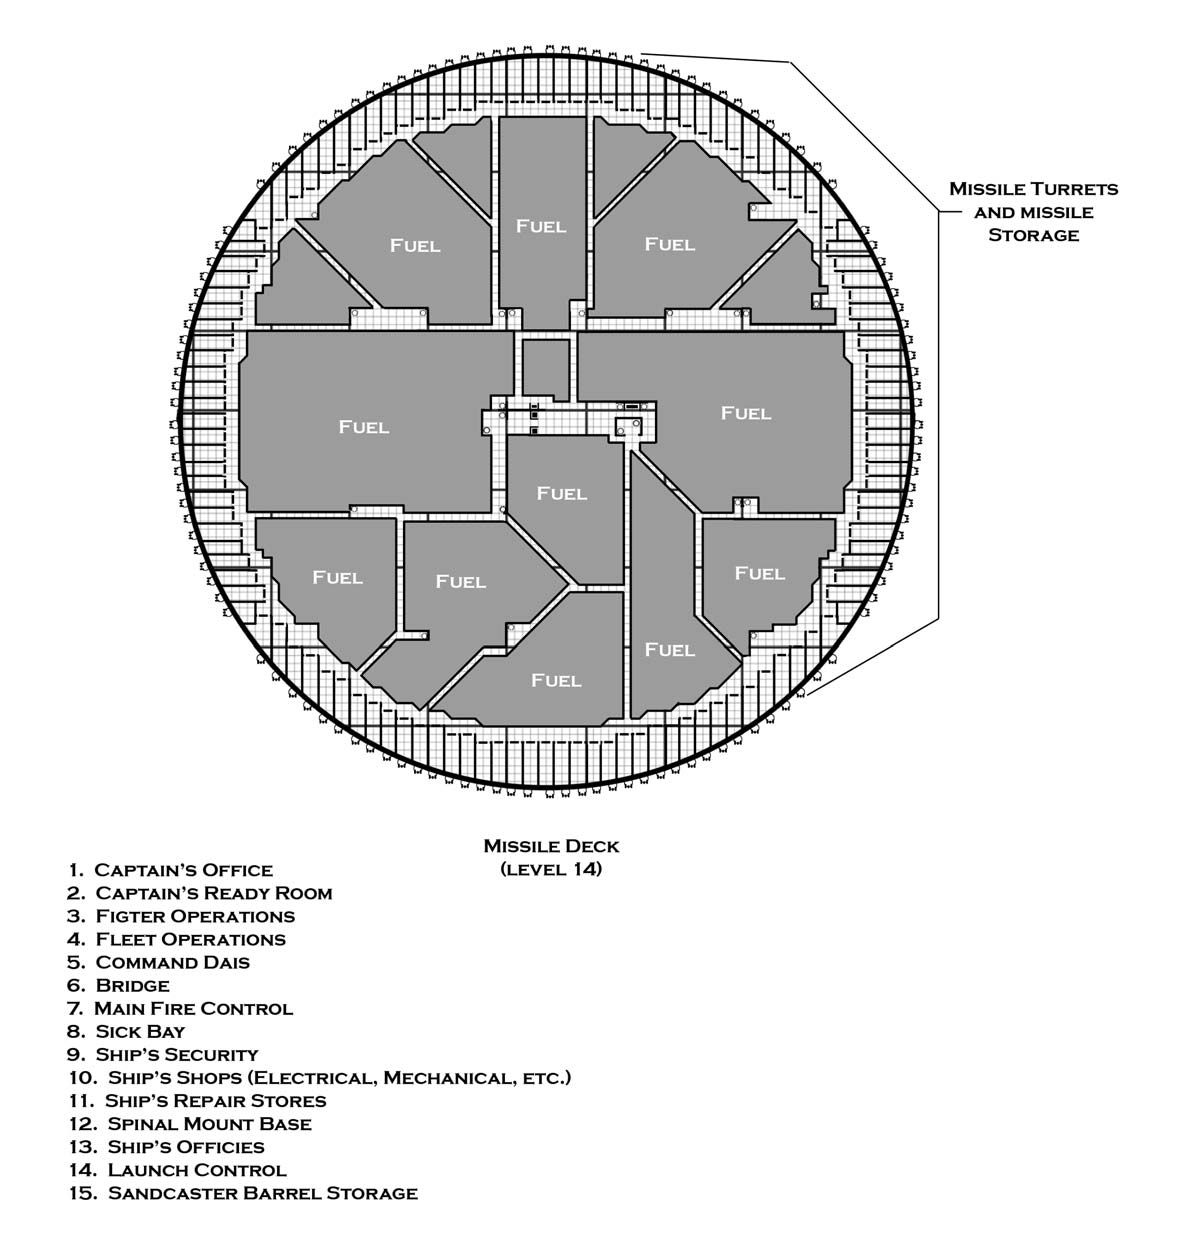 Missile Turrets
and missile
Storage
Fuel
Fuel
Fuel
Fuel
Fuel
Fuel
Fuel
Fuel
Fuel
Fuel
Fuel
Missile Deck
(level 14)
1. Captain's Office
2. Captain's Ready Room
3. Figter Operations
4. Fleet Operations
5. Command Dais
6. Bridge
7. Main Fire Control
8. Sick Bay
9. Ship's Security
10. Ship's Shops (Electrical, Mechanical, etc.)
11. Ship's Repair Stores
12. Spinal Mount Base
13. Ship's Officies
14. Launch Control
15. Sandcaster Barrel Storage